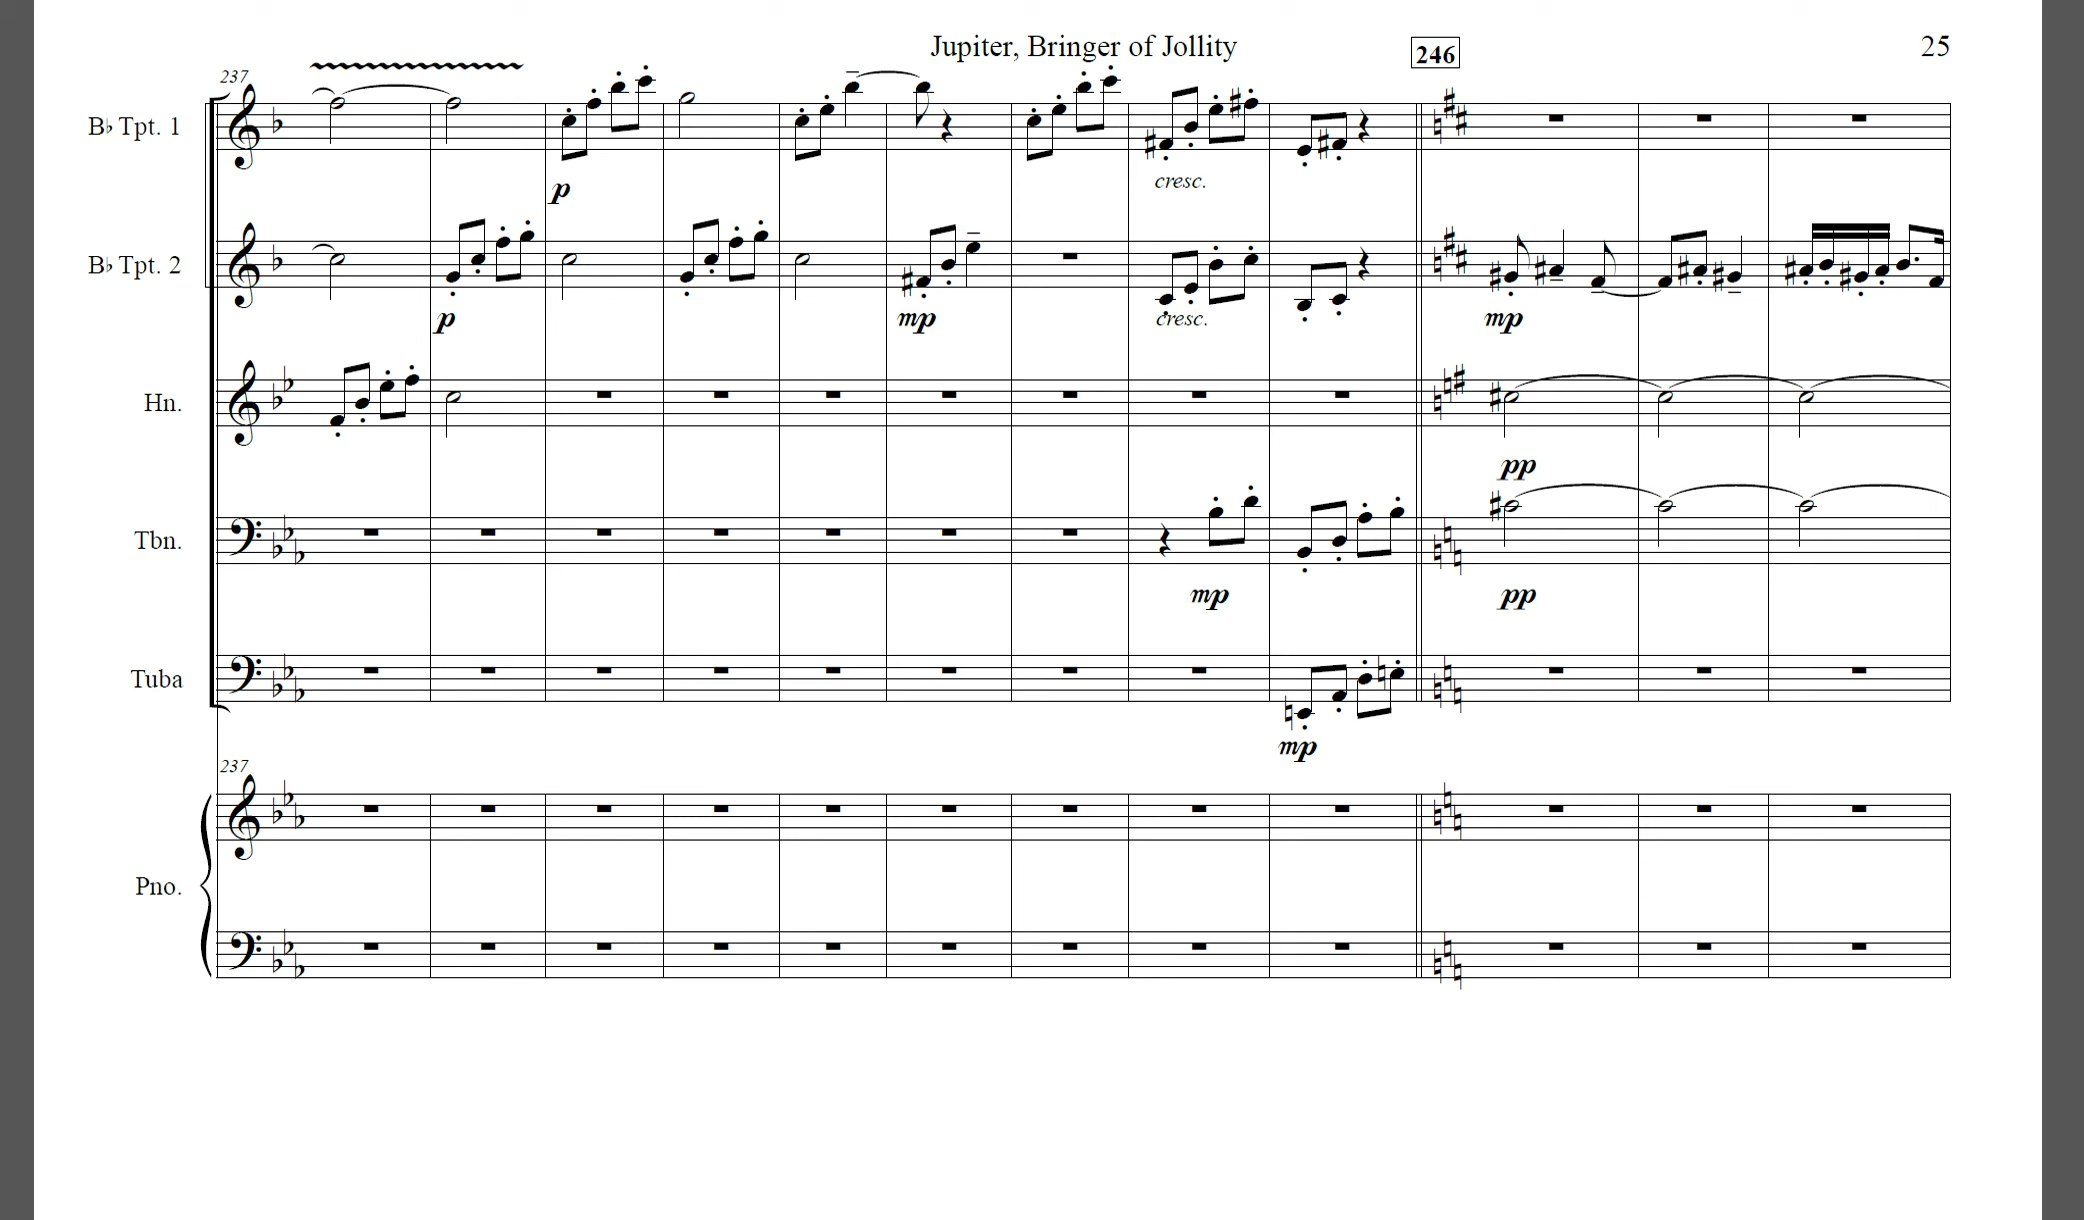 Jupiter, Bringer of Jollity
246
25
237
B♭ Tpt. 1
p
cresc.
B♭ Tpt. 2
p
mp
cresc.
mp
Hn.
pp
Tbn.
mp
pp
Tuba
mp
237
Pno.